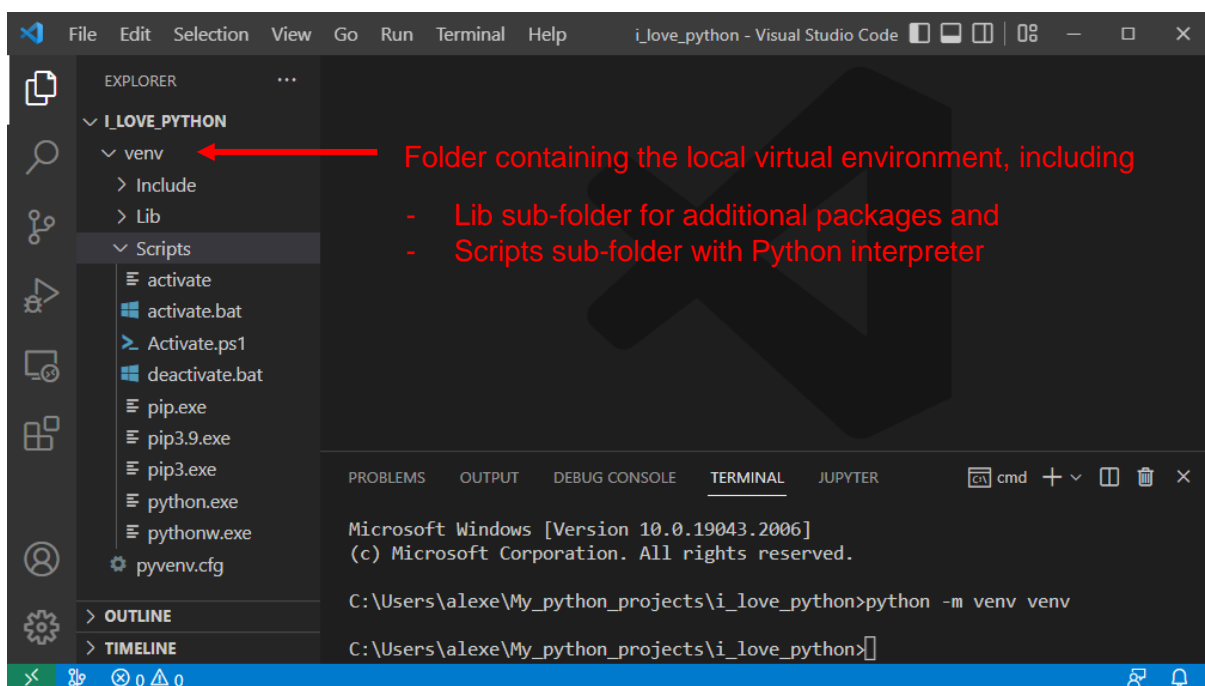 File Edit Selection View Go Run Terminal Help i_love_python - Visual Studio Code
EXPLORER
I_LOVE_PYTHON
venv
Include
Lib
Scripts
activate
activate.bat
Activate.ps1
deactivate.bat
pip.exe
pip3.9.exe
pip3.exe
python.exe
pythonw.exe
pyvenv.cfg
OUTLINE
TIMELINE
Folder containing the local virtual environment, including
- Lib sub-folder for additional packages and
- Scripts sub-folder with Python interpreter
PROBLEMS OUTPUT DEBUG CONSOLE TERMINAL JUPYTER cmd
Microsoft Windows [Version 10.0.19043.2006]
(c) Microsoft Corporation. All rights reserved.
C:\Users\alexe\My_python_projects\i_love_python>python -m venv venv
C:\Users\alexe\My_python_projects\i_love_python>
0 0